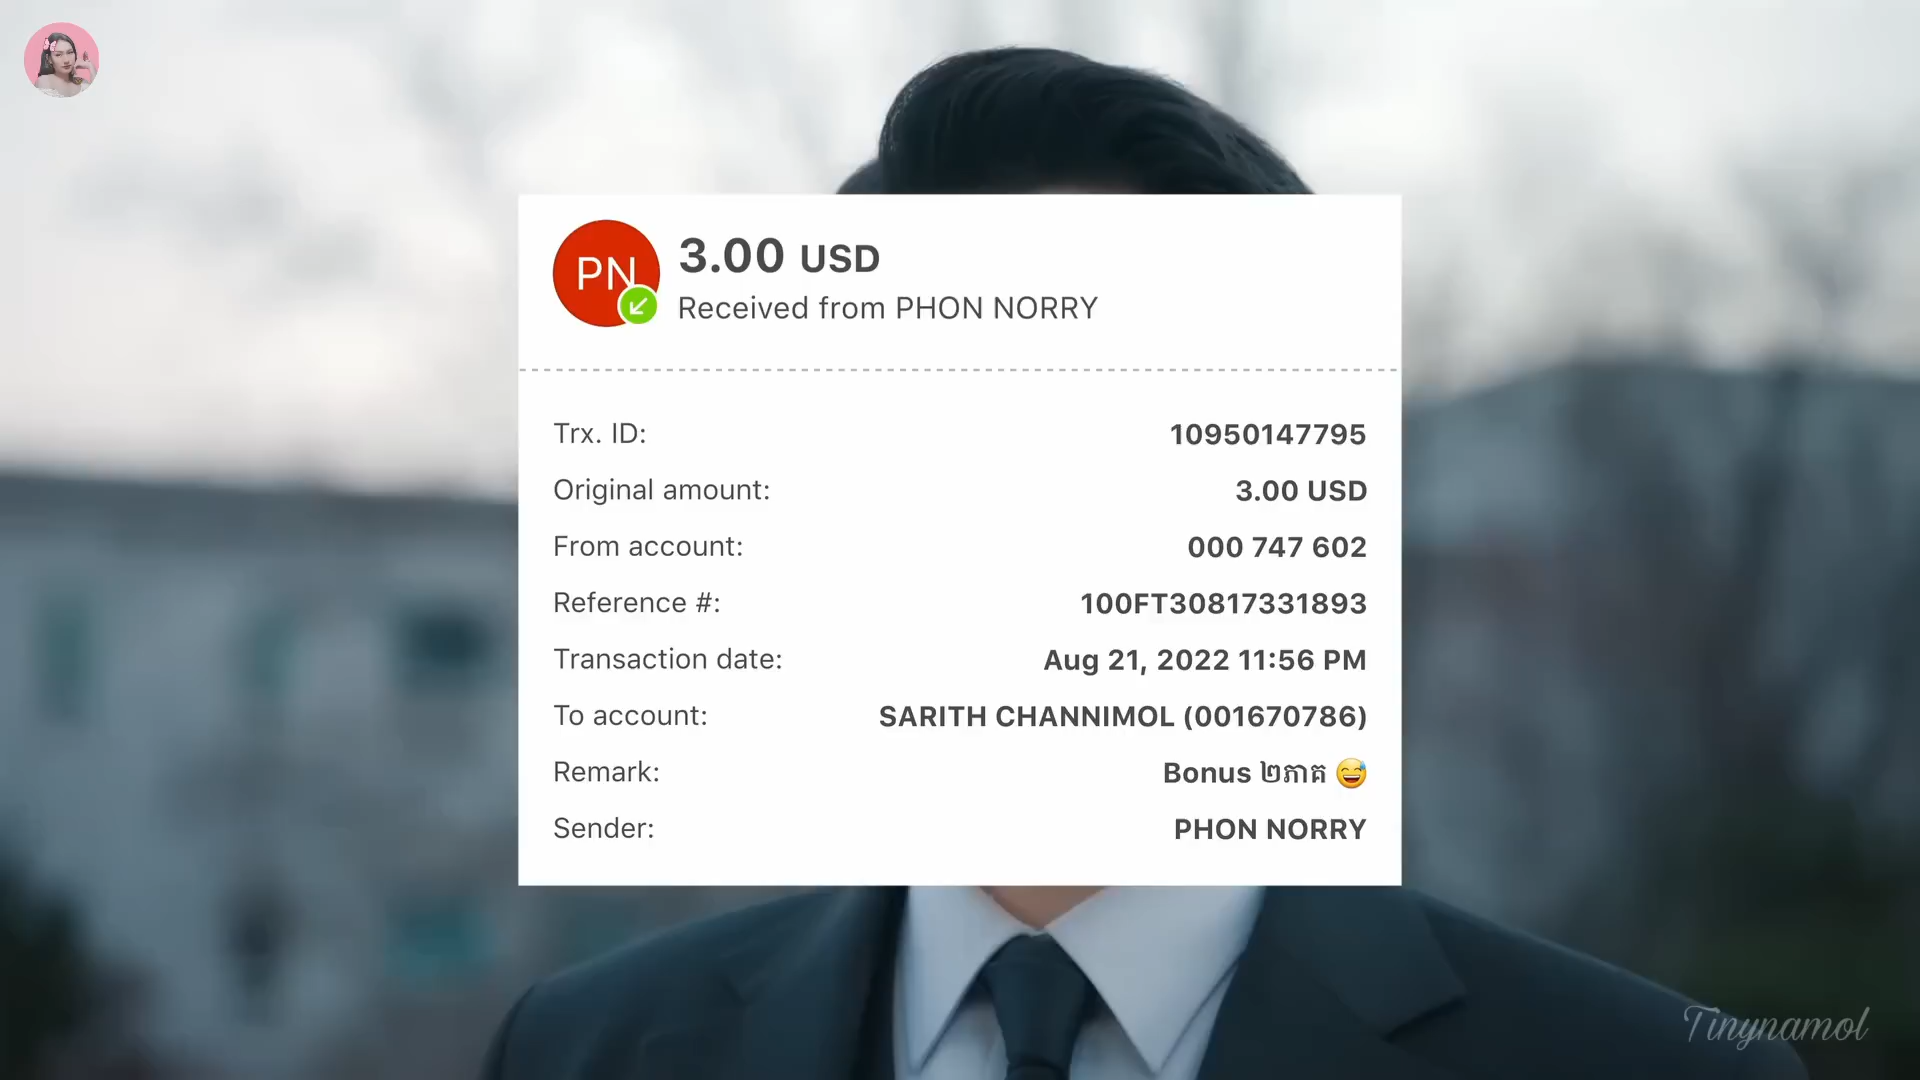 PN
3.00 USD
Received from PHON NORRY
Trx. ID: 10950147795
Original amount: 3.00 USD
From account: 000 747 602
Reference #: 100FT30817331893
Transaction date: Aug 21, 2022 11:56 PM
To account: SARITH CHANNIMOL (001670786)
Remark: Bonus ២ភាគ 😅
Sender: PHON NORRY
Tinynamol